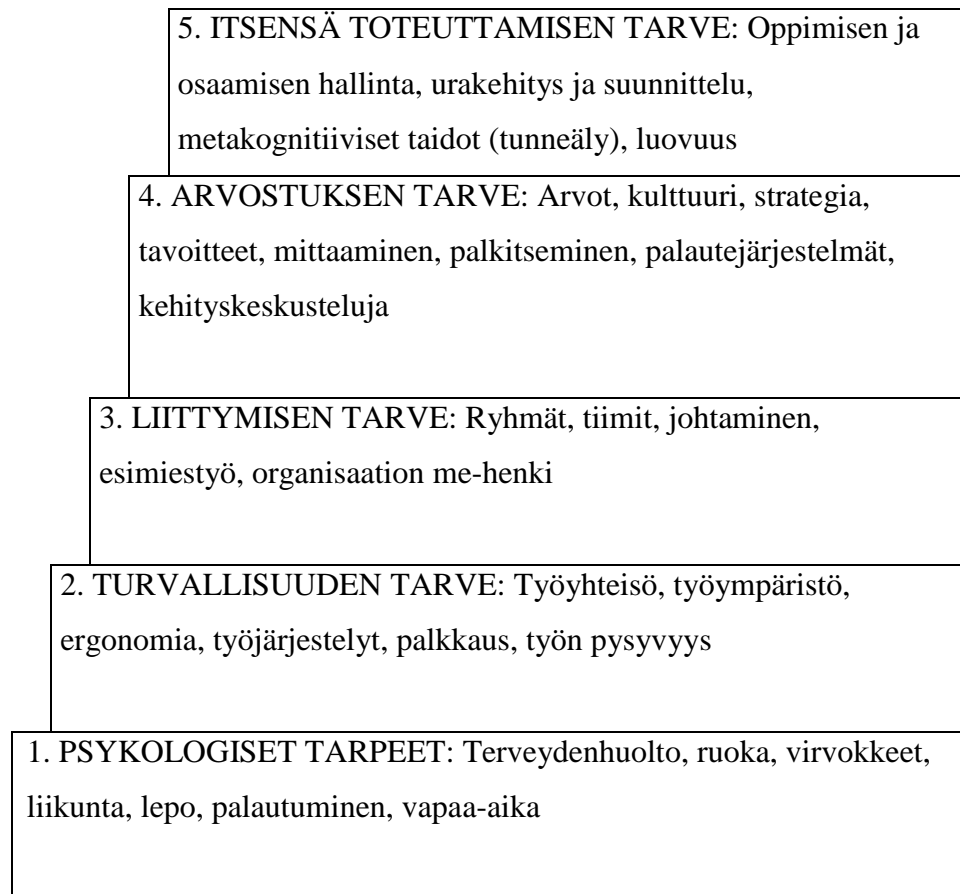 5. ITSENSÄ TOTEUTTAMISEN TARVE: Oppimisen ja
osaamisen hallinta, urakehitys ja suunnittelu,
metakognitiiviset taidot (tunneäly), luovuus
4. ARVOSTUKSEN TARVE: Arvot, kulttuuri, strategia,
tavoitteet, mittaaminen, palkitseminen, palautejärjestelmät,
kehityskeskusteluja
3. LIITTYMISEN TARVE: Ryhmät, tiimit, johtaminen,
esimiestyö, organisaation me-henki
2. TURVALLISUUDEN TARVE: Työyhteisö, työympäristö,
ergonomia, työjärjestelyt, palkkaus, työn pysyvyys
1. PSYKOLOGISET TARPEET: Terveydenhuolto, ruoka, virvokkeet,
liikunta, lepo, palautuminen, vapaa-aika